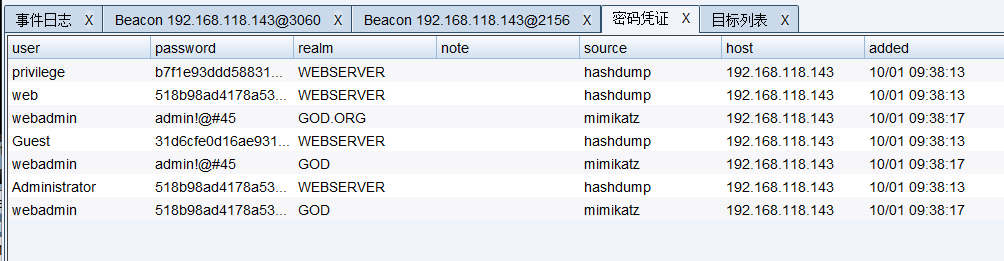 事件日志 X Beacon 192.168.118.143@3060 X Beacon 192.168.118.143@2156 X 密码凭证 X 目标列表 X
user password realm note source host added
privilege b7f1e93ddd58831... WEBSERVER hashdump 192.168.118.143 10/01 09:38:13
web 518b98ad4178a53... WEBSERVER hashdump 192.168.118.143 10/01 09:38:13
webadmin admin!@#45 GOD.ORG mimikatz 192.168.118.143 10/01 09:38:17
Guest 31d6cfe0d16ae931... WEBSERVER hashdump 192.168.118.143 10/01 09:38:13
webadmin admin!@#45 GOD mimikatz 192.168.118.143 10/01 09:38:17
Administrator 518b98ad4178a53... WEBSERVER hashdump 192.168.118.143 10/01 09:38:13
webadmin 518b98ad4178a53... GOD mimikatz 192.168.118.143 10/01 09:38:17